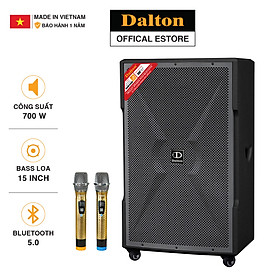 MADE IN VIETNAM
BẢO HÀNH 1 NĂM
Dalton
OFFICIAL ESTORE
CÔNG SUẤT
700 W
BASS LOA
15 INCH
BLUETOOTH
5.0
D